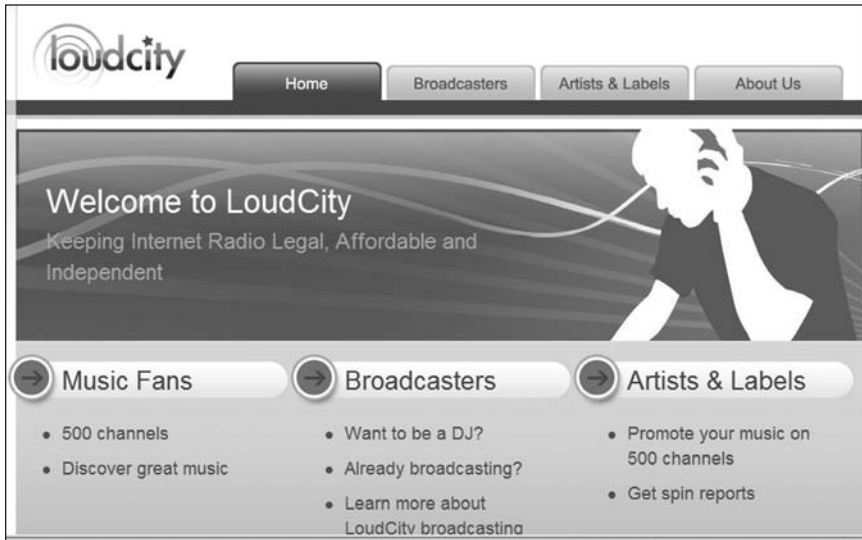 loudcity
Home
Broadcasters
Artists & Labels
About Us
Welcome to LoudCity
Keeping Internet Radio Legal, Affordable and
Independent
Music Fans
500 channels
Discover great music
Broadcasters
Want to be a DJ?
Already broadcasting?
Learn more about
LoudCity broadcasting
Artists & Labels
Promote your music on
500 channels
Get spin reports